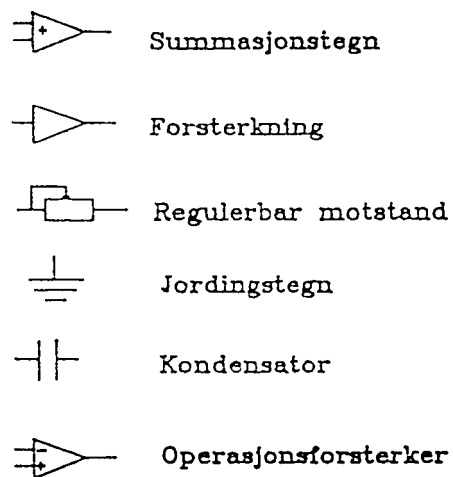 Summasjonstegn
Forsterkning
Regulerbar motstand
Jordingstegn
Kondensator
Operasjonsforsterker